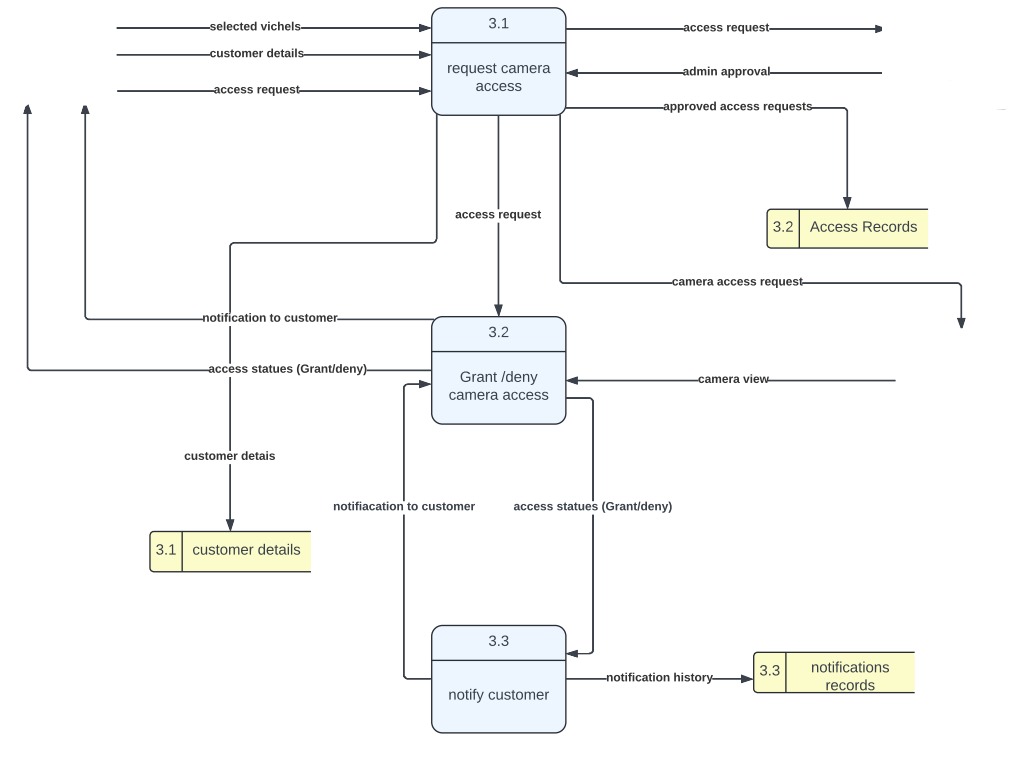 selected vichels
3.1
access request
customer details
request camera
access
admin approval
access request
approved access requests
access request
3.2
Access Records
camera access request
notification to customer
3.2
access statues (Grant/deny)
Grant /deny
camera access
camera view
customer detais
notifiacation to customer
access statues (Grant/deny)
3.1
customer details
3.3
notify customer
notification history
3.3
notifications
records